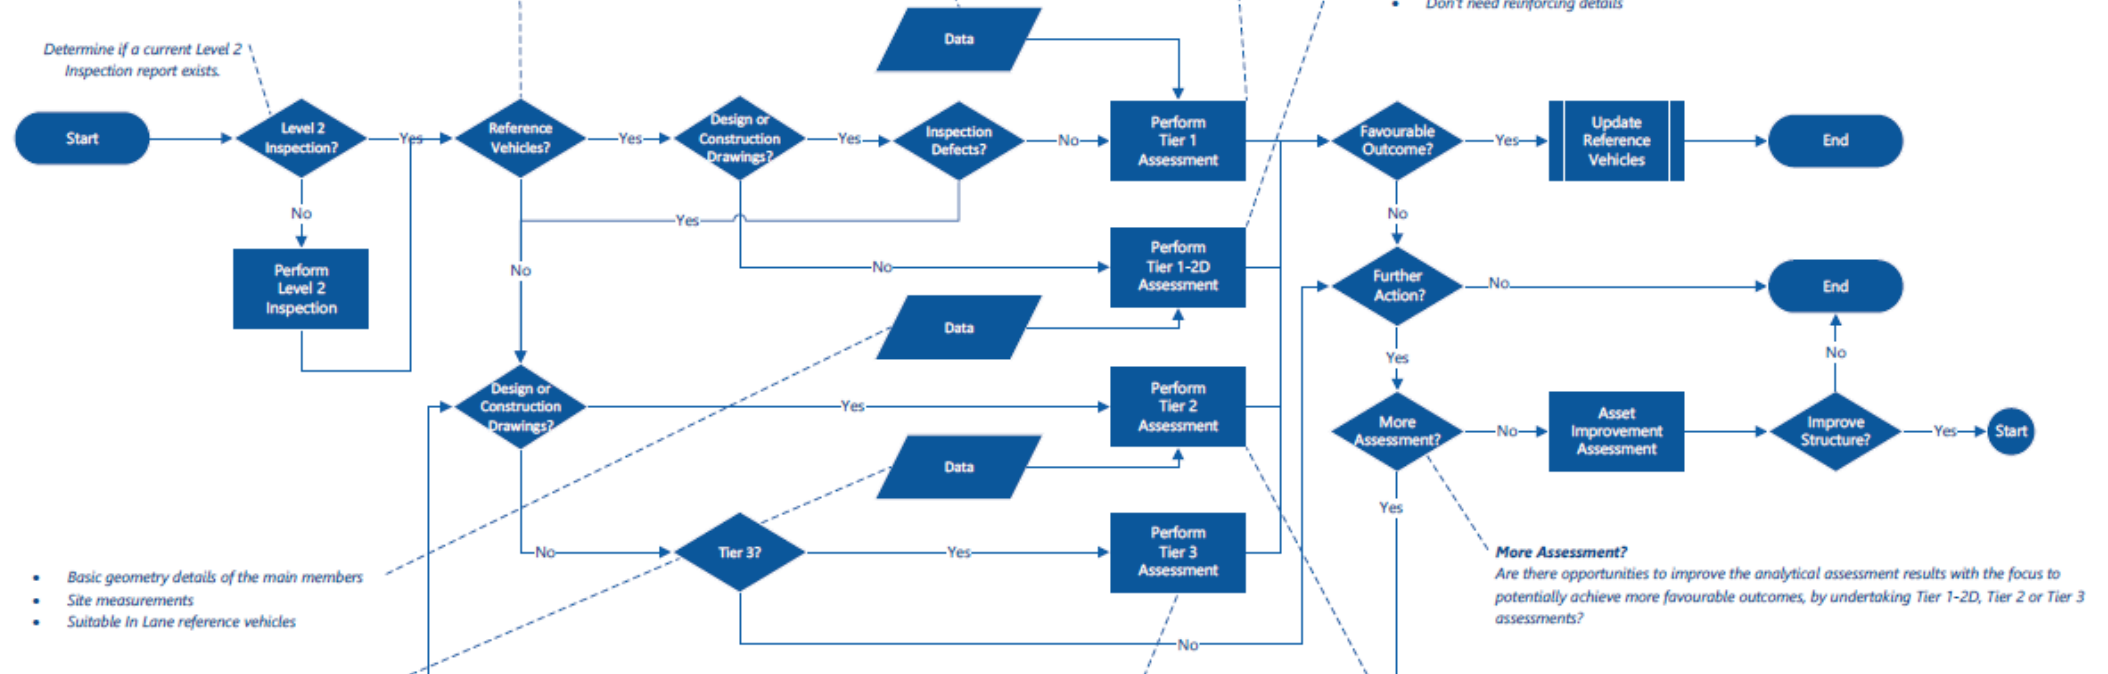 • Don't need reinforcing details
Determine if a current Level 2
Inspection report exists.
Data
Start
Level 2
Inspection?
Yes
Reference
Vehicles?
Yes
Design or
Construction
Drawings?
Yes
Inspection
Defects?
No
Perform
Tier 1
Assessment
Favourable
Outcome?
Yes
Update
Reference
Vehicles
End
No
Perform
Level 2
Inspection
Yes
No
No
Perform
Tier 1-2D
Assessment
No
Further
Action?
No
End
Data
Yes
No
Design or
Construction
Drawings?
Yes
Perform
Tier 2
Assessment
More
Assessment?
No
Asset
Improvement
Assessment
Improve
Structure?
Yes
Start
Data
Yes
No
Tier 3?
Yes
Perform
Tier 3
Assessment
More Assessment?
Are there opportunities to improve the analytical assessment results with the focus to
potentially achieve more favourable outcomes, by undertaking Tier 1-2D, Tier 2 or Tier 3
assessments?
• Basic geometry details of the main members
• Site measurements
• Suitable In Lane reference vehicles
No